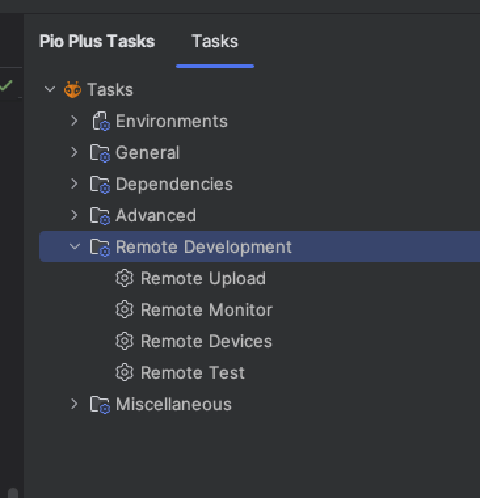 Pio Plus Tasks Tasks
Tasks
Environments
General
Dependencies
Advanced
Remote Development
Remote Upload
Remote Monitor
Remote Devices
Remote Test
Miscellaneous